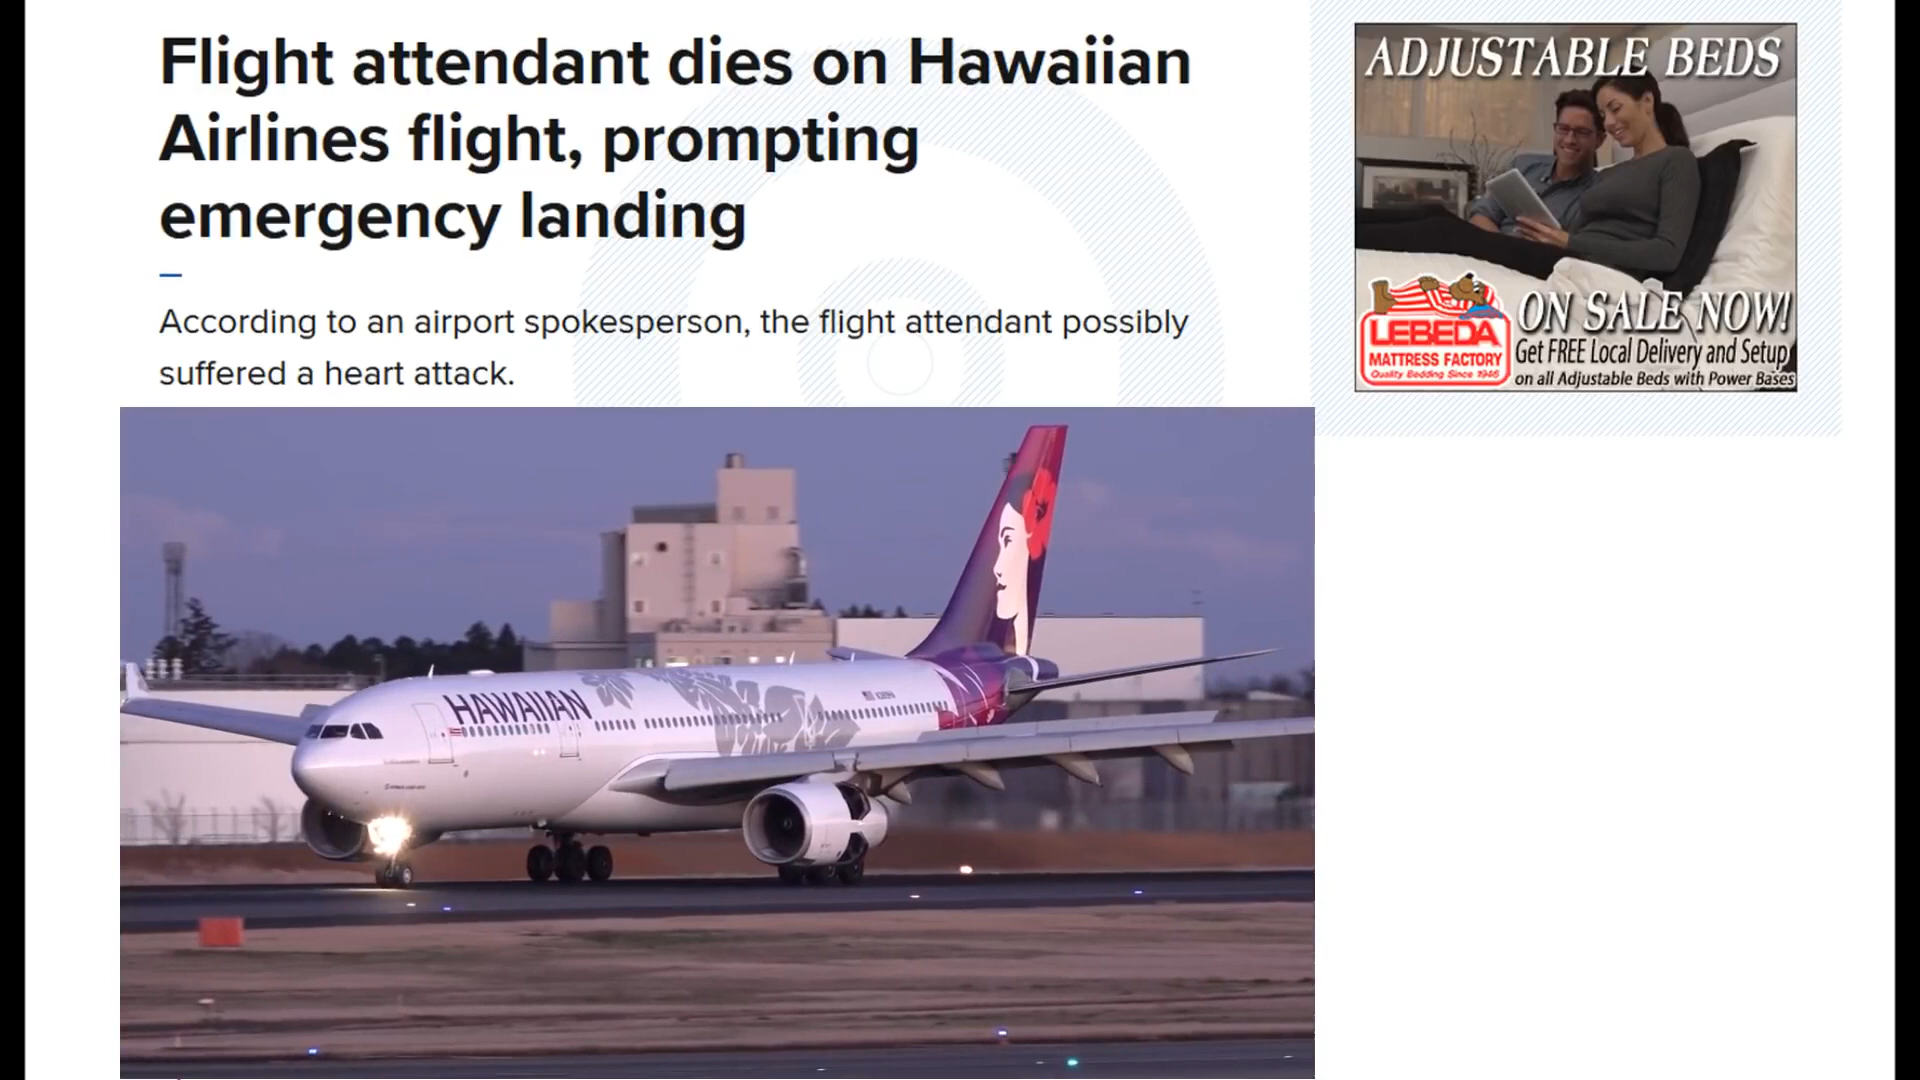 Flight attendant dies on Hawaiian
Airlines flight, prompting
emergency landing
According to an airport spokesperson, the flight attendant possibly
suffered a heart attack.
ADJUSTABLE BEDS
ON SALE NOW!
LEBEDA
MATTRESS FACTORY
Quality Bedding Since 1946
Get FREE Local Delivery and Setup
on all Adjustable Beds with Power Bases
HAWAIIAN